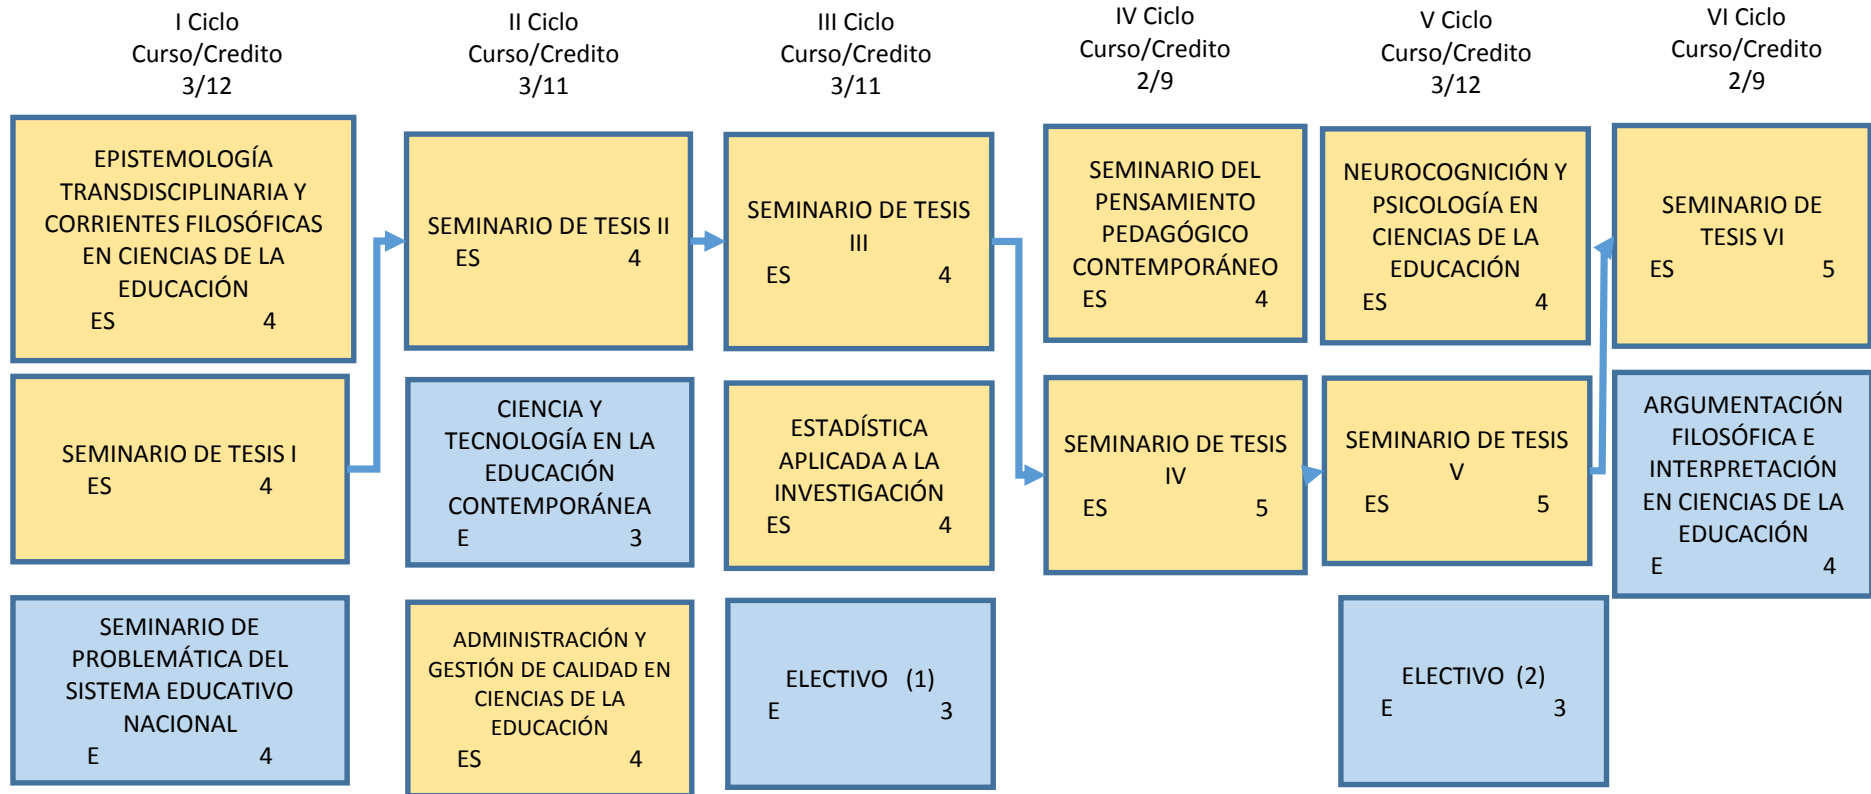 I Ciclo
Curso/Credito
3/12
II Ciclo
Curso/Credito
3/11
III Ciclo
Curso/Credito
3/11
IV Ciclo
Curso/Credito
2/9
V Ciclo
Curso/Credito
3/12
VI Ciclo
Curso/Credito
2/9
EPISTEMOLOGÍA
TRANSDISCIPLINARIA Y
CORRIENTES FILOSÓFICAS
EN CIENCIAS DE LA
EDUCACIÓN
ES 4
SEMINARIO DE TESIS I
ES 4
SEMINARIO DE
PROBLEMÁTICA DEL
SISTEMA EDUCATIVO
NACIONAL
E 4
SEMINARIO DE TESIS II
ES 4
CIENCIA Y
TECNOLOGÍA EN LA
EDUCACIÓN
CONTEMPORÁNEA
E 3
ADMINISTRACIÓN Y
GESTIÓN DE CALIDAD EN
CIENCIAS DE LA
EDUCACIÓN
ES 4
SEMINARIO DE TESIS
III
ES 4
ESTADÍSTICA
APLICADA A LA
INVESTIGACIÓN
ES 4
ELECTIVO (1)
E 3
SEMINARIO DEL
PENSAMIENTO
PEDAGÓGICO
CONTEMPORÁNEO
ES 4
SEMINARIO DE TESIS
IV
ES 5
NEUROCOGNICIÓN Y
PSICOLOGÍA EN
CIENCIAS DE LA
EDUCACIÓN
ES 4
SEMINARIO DE TESIS
V
ES 5
ELECTIVO (2)
E 3
SEMINARIO DE
TESIS VI
ES 5
ARGUMENTACIÓN
FILOSÓFICA E
INTERPRETACIÓN
EN CIENCIAS DE LA
EDUCACIÓN
E 4